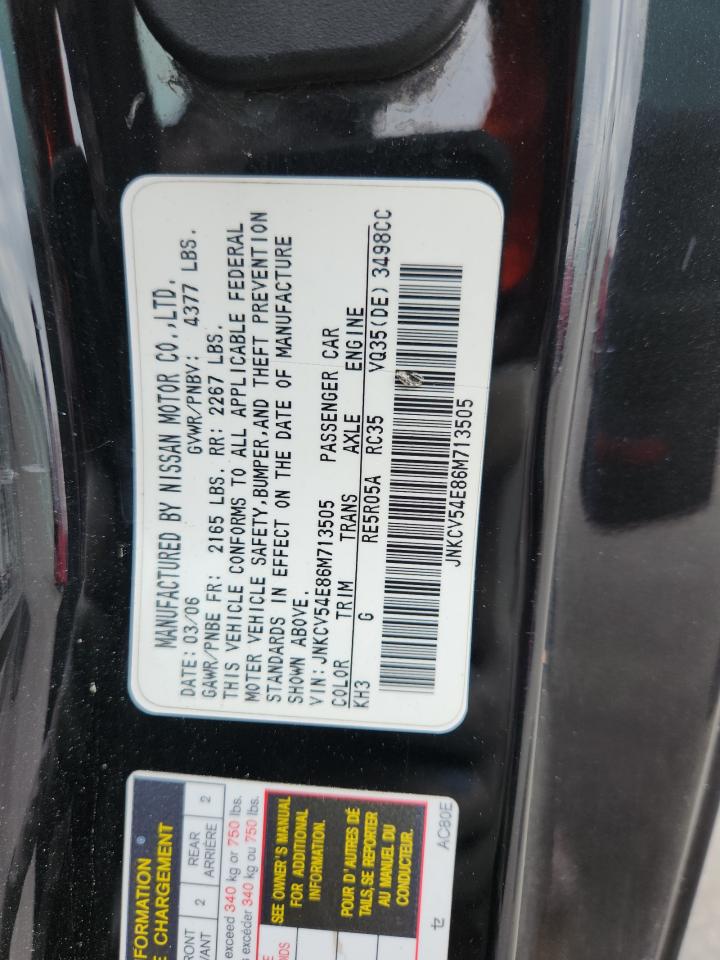 MANUFACTURED BY NISSAN MOTOR CO.,LTD.
DATE: 03/06 GVWR/PNBV: 4377 LBS.
GAWR/PNBE FR: 2165 LBS. RR: 2267 LBS.
THIS VEHICLE CONFORMS TO ALL APPLICABLE FEDERAL
MOTER VEHICLE SAFETY,BUMPER,AND THEFT PREVENTION
STANDARDS IN EFFECT ON THE DATE OF MANUFACTURE
SHOWN ABOVE.
VIN:JNKCV54E86M713505 PASSENGER CAR
COLOR TRIM TRANS AXLE ENGINE
KH3 G RE5R05A RC35 VQ35(DE) 3498CC
JNKCV54E86M713505
CHARGEMENT
2 REAR 2
ARRIÈRE
exceed 340 kg or 750 lbs.
excéder 340 kg ou 750 lbs.
SEE OWNER'S MANUAL
FOR ADDITIONAL
INFORMATION.
POUR D'AUTRES DÉ
TAILS, SE REPORTER
AU MANUEL DU
CONDUCTEUR.
AC80E